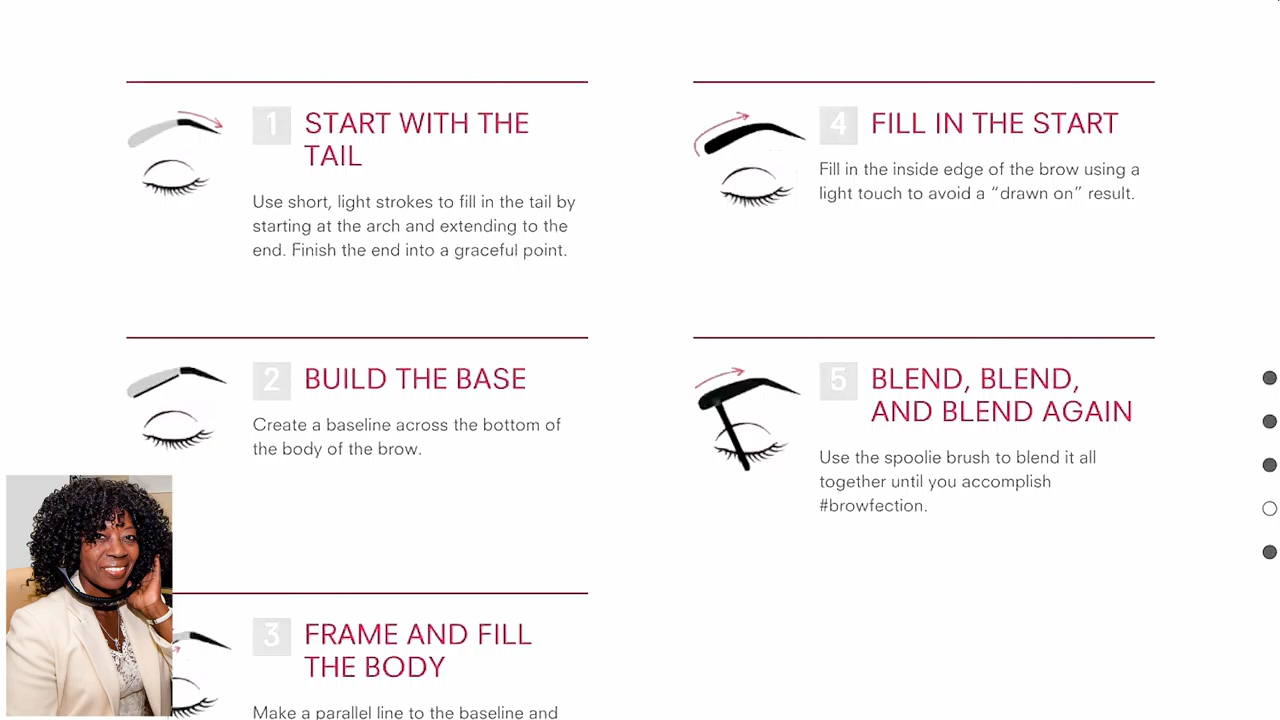 1 START WITH THE
TAIL
Use short, light strokes to fill in the tail by
starting at the arch and extending to the
end. Finish the end into a graceful point.
2 BUILD THE BASE
Create a baseline across the bottom of
the body of the brow.
3 FRAME AND FILL
THE BODY
Make a parallel line to the baseline and
4 FILL IN THE START
Fill in the inside edge of the brow using a
light touch to avoid a “drawn on” result.
5 BLEND, BLEND,
AND BLEND AGAIN
Use the spoolie brush to blend it all
together until you accomplish
#browfection.